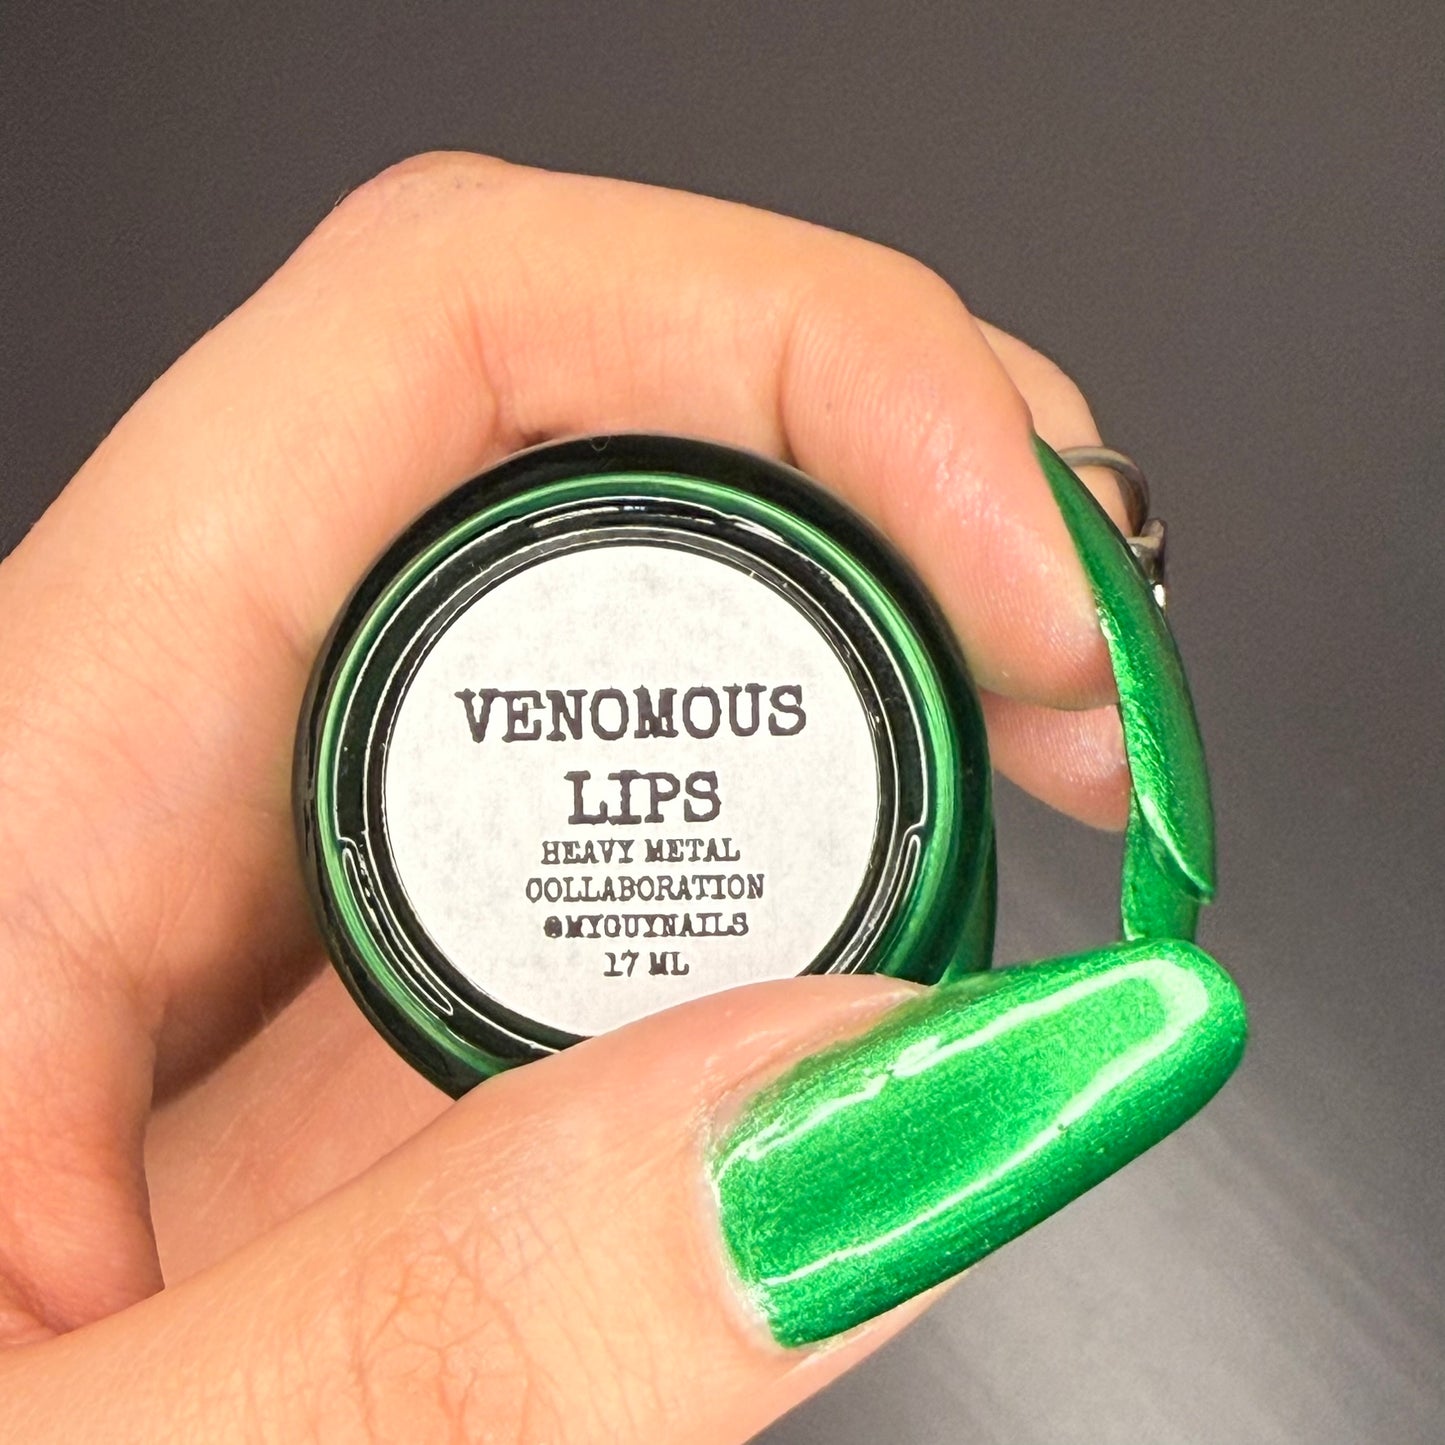 VENOMOUS
LIPS
HEAVY METAL
COLLABORATION
@MYGUYNAILS
17 ML